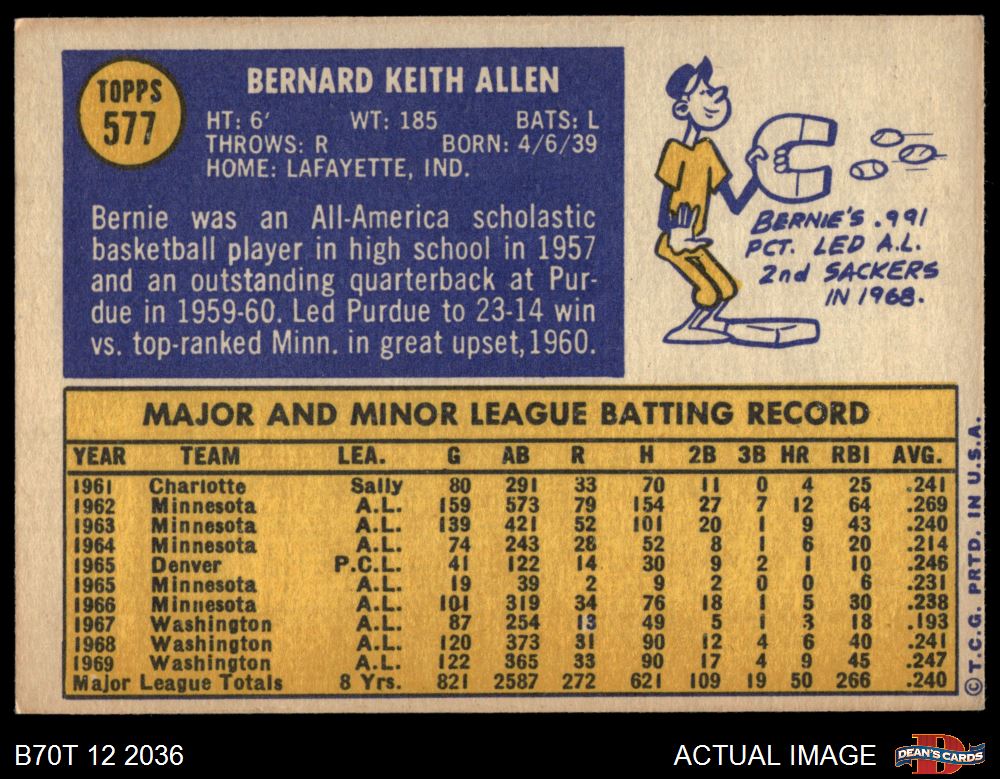 TOPPS
577
BERNARD KEITH ALLEN
HT: 6' WT: 185 BATS: L
THROWS: R BORN: 4/6/39
HOME: LAFAYETTE, IND.
Bernie was an All-America scholastic
basketball player in high school in 1957
and an outstanding quarterback at Pur-
due in 1959-60. Led Purdue to 23-14 win
vs. top-ranked Minn. in great upset, 1960.
BERNIE'S .991
PCT. LED A.L.
2nd SACKERS
IN 1968.
MAJOR AND MINOR LEAGUE BATTING RECORD
YEAR TEAM LEA. G AB R H 2B 3B HR RBI AVG.
1961 Charlotte Sally 80 291 33 70 11 0 4 25 .241
1962 Minnesota A.L. 159 573 79 154 27 7 12 64 .269
1963 Minnesota A.L. 139 421 52 101 20 1 9 43 .240
1964 Minnesota A.L. 74 243 28 52 8 1 6 20 .214
1965 Denver P.C.L. 41 122 14 30 9 2 1 10 .246
1965 Minnesota A.L. 19 39 2 9 2 0 0 6 .231
1966 Minnesota A.L. 101 319 34 76 18 1 5 30 .238
1967 Washington A.L. 87 254 13 49 5 1 3 18 .193
1968 Washington A.L. 120 373 31 90 12 4 6 40 .241
1969 Washington A.L. 122 365 33 90 17 4 9 45 .247
Major League Totals 8 Yrs. 821 2587 272 621 109 19 50 266 .240
© T.C.G. PRTD. IN U.S.A.
B70T 12 2036
ACTUAL IMAGE
DEAN'S CARDS